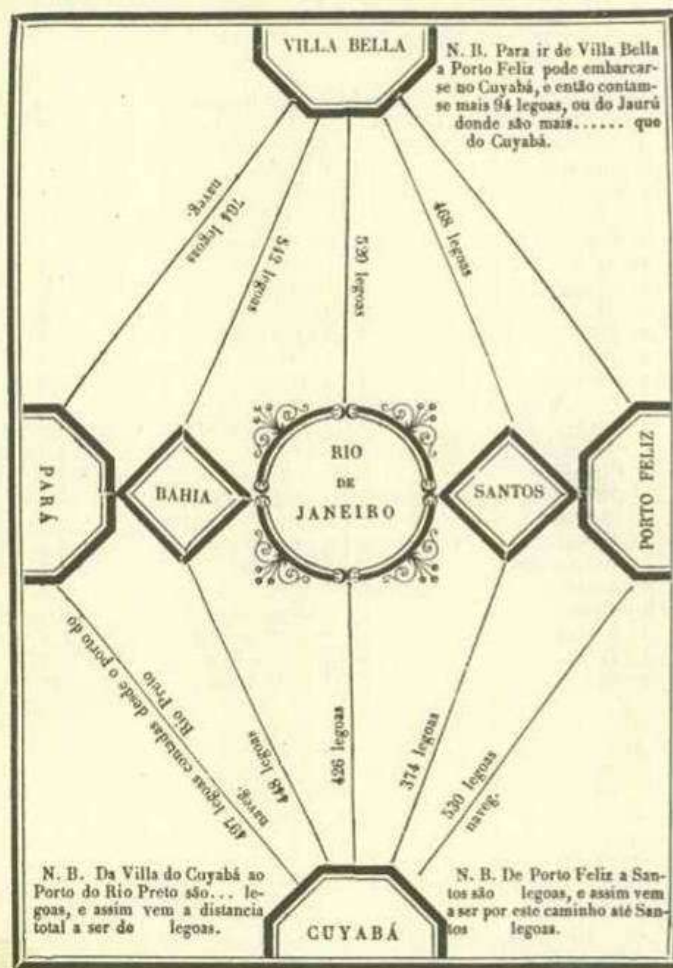 VILLA BELLA
N. B. Para ir de Villa Bella
a Porto Feliz pode embarcar-
se no Cuyabá, e então contam-
se mais 94 legoas, ou do Jaurú
donde são mais...... que
do Cuyabá.
764 legoas
naveg.
542 legoas
520 legoas
468 legoas
PARÁ
BAHIA
RIO
DE
JANEIRO
SANTOS
PORTO FELIZ
497 legoas contadas desde o porto do
Rio Preto
naveg.
448 legoas
426 legoas
374 legoas
530 legoas
naveg.
N. B. Da Villa do Cuyabá ao
Porto do Rio Preto são... le-
goas, e assim vem a distancia
total a ser de legoas.
CUYABÁ
N. B. De Porto Feliz a San-
tos são legoas, e assim vem
a ser por este caminho até San-
tos legoas.